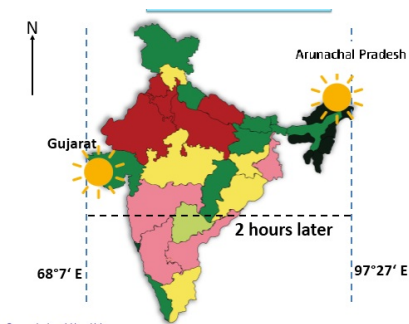 N
Arunachal Pradesh
Gujarat
2 hours later
68°7‘ E
97°27‘ E